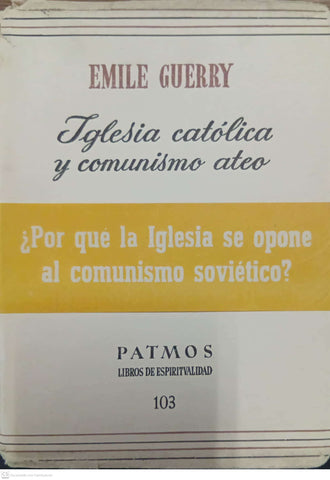 EMILE GUERRY
Iglesia católica
y comunismo ateo
¿Por qué la Iglesia se opone
al comunismo soviético?
PATMOS
LIBROS DE ESPIRITVALIDAD
103